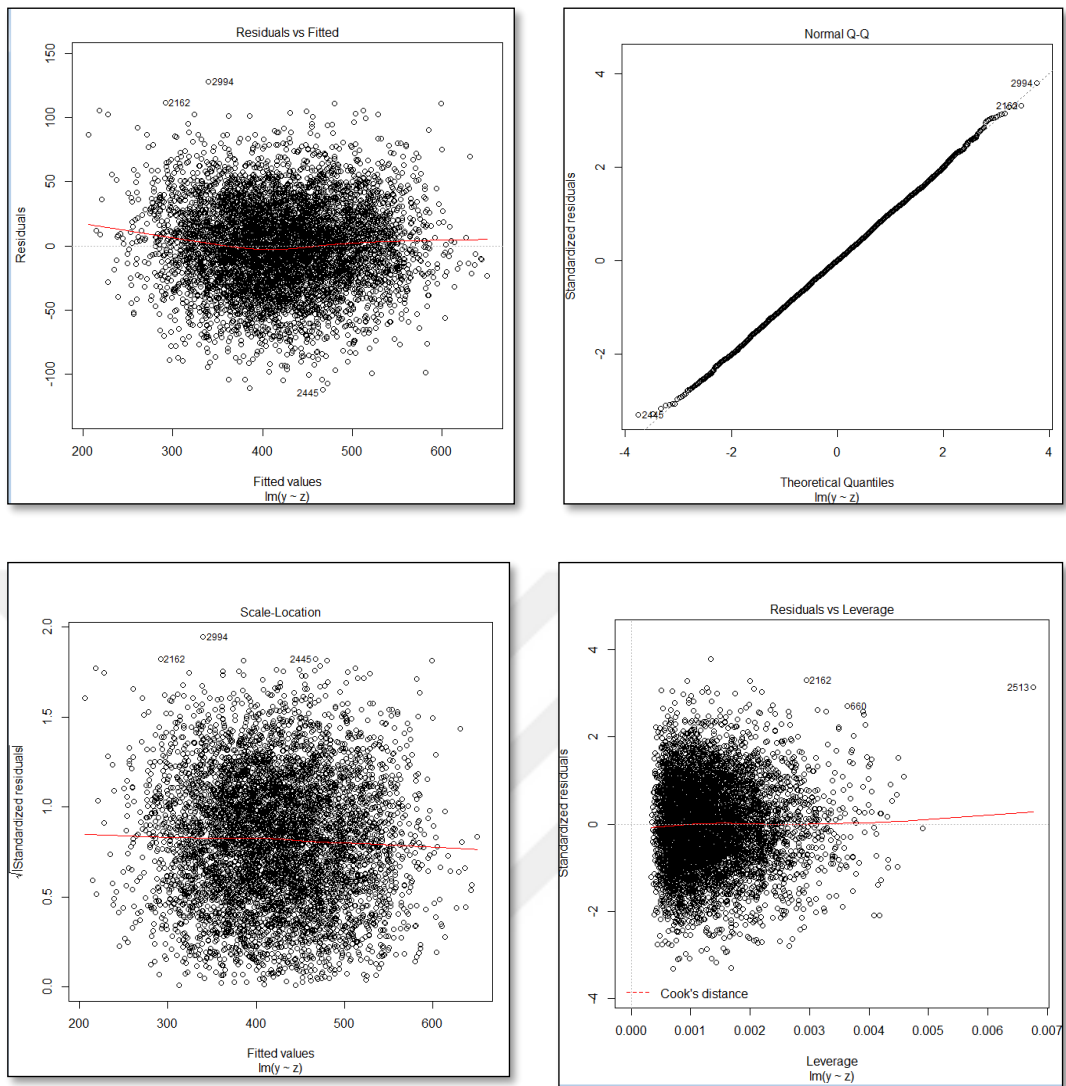 Residuals vs Fitted
150
100
50
0
-50
-100
Residuals
2994
2162
2445
200 300 400 500 600
Fitted values
lm(y ~ z)
Normal Q-Q
4
2
0
-2
Standardized residuals
2994
2445
-4 -2 0 2 4
Theoretical Quantiles
lm(y ~ z)
Scale-Location
2.0
1.5
1.0
0.5
0.0
√|Standardized residuals|
2994
2162
2445
200 300 400 500 600
Fitted values
lm(y ~ z)
Residuals vs Leverage
4
2
0
-2
-4
Standardized residuals
2162
2513
660
Cook's distance
0.000 0.001 0.002 0.003 0.004 0.005 0.006 0.007
Leverage
lm(y ~ z)